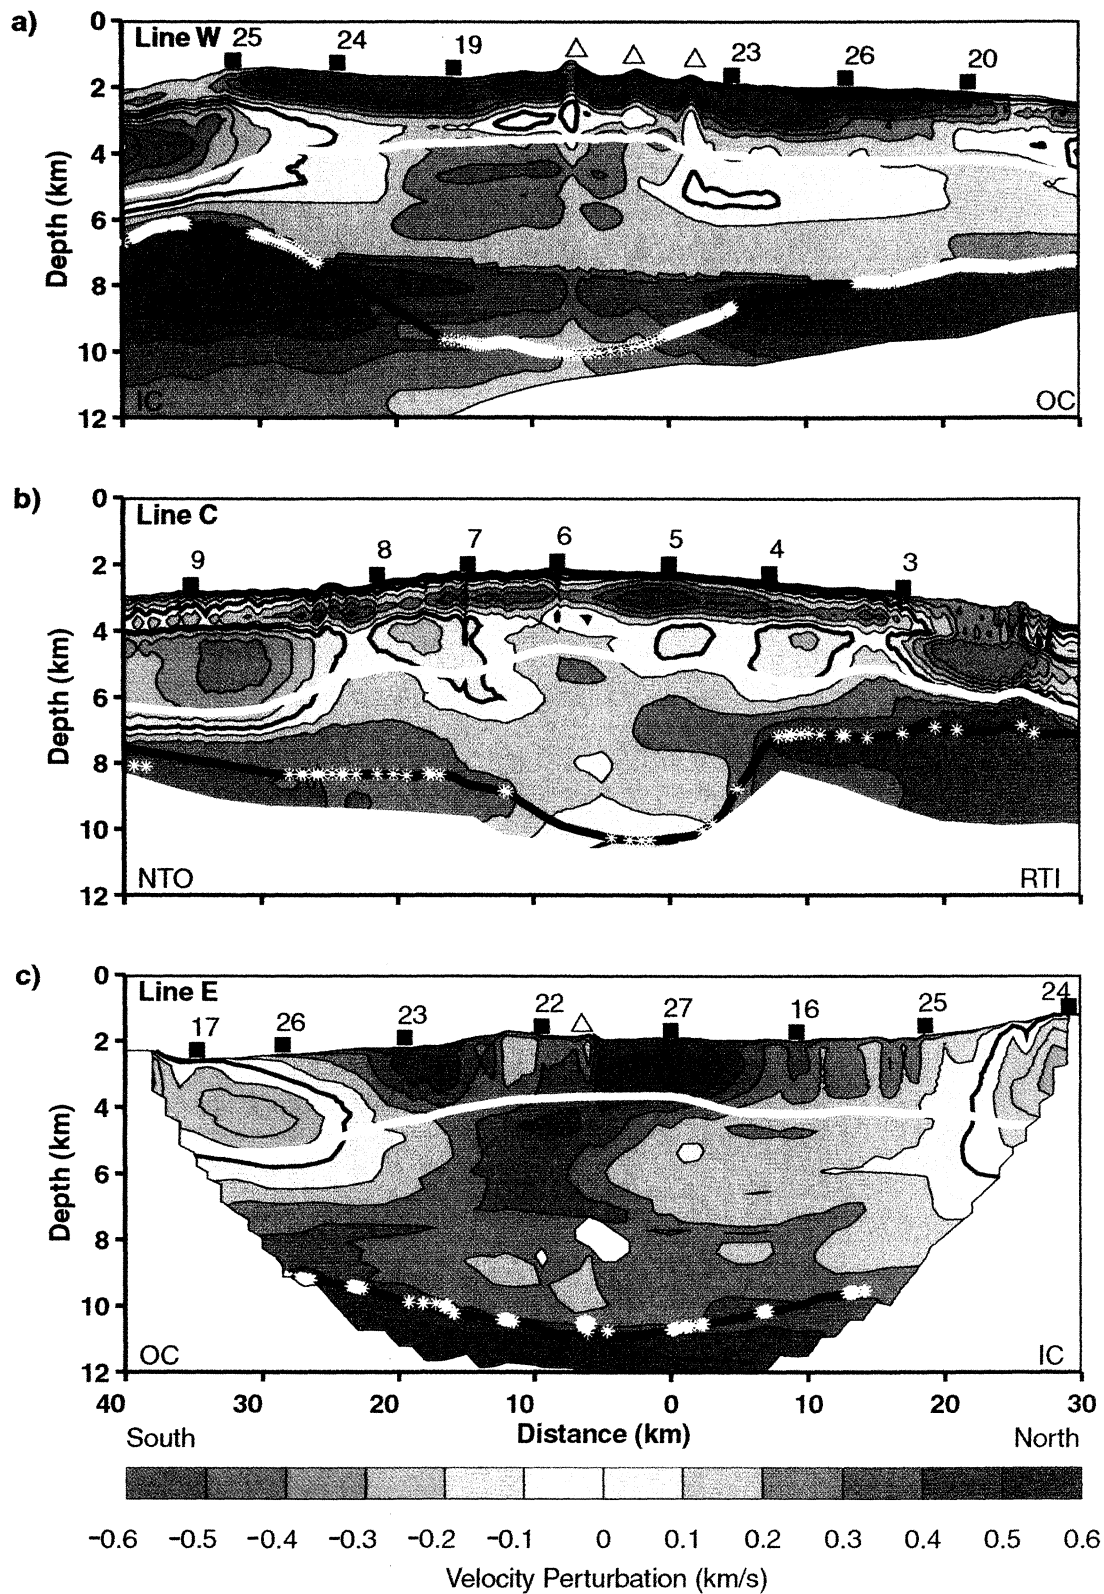 a)
Line W
25 24 19 23 26 20
0
2
4
6
8
10
12
Depth (km)
IC
OC
b)
Line C
9 8 7 6 5 4 3
0
2
4
6
8
10
12
Depth (km)
NTO
RTI
c)
Line E
17 26 23 22 27 16 25 24
0
2
4
6
8
10
12
Depth (km)
OC
IC
40 30 20 10 0 10 20 30
Distance (km)
South
North
−0.6 −0.5 −0.4 −0.2 −0.1 0 0.1 0.2 0.3 0.4 0.5 0.6
Velocity Perturbation (km/s)